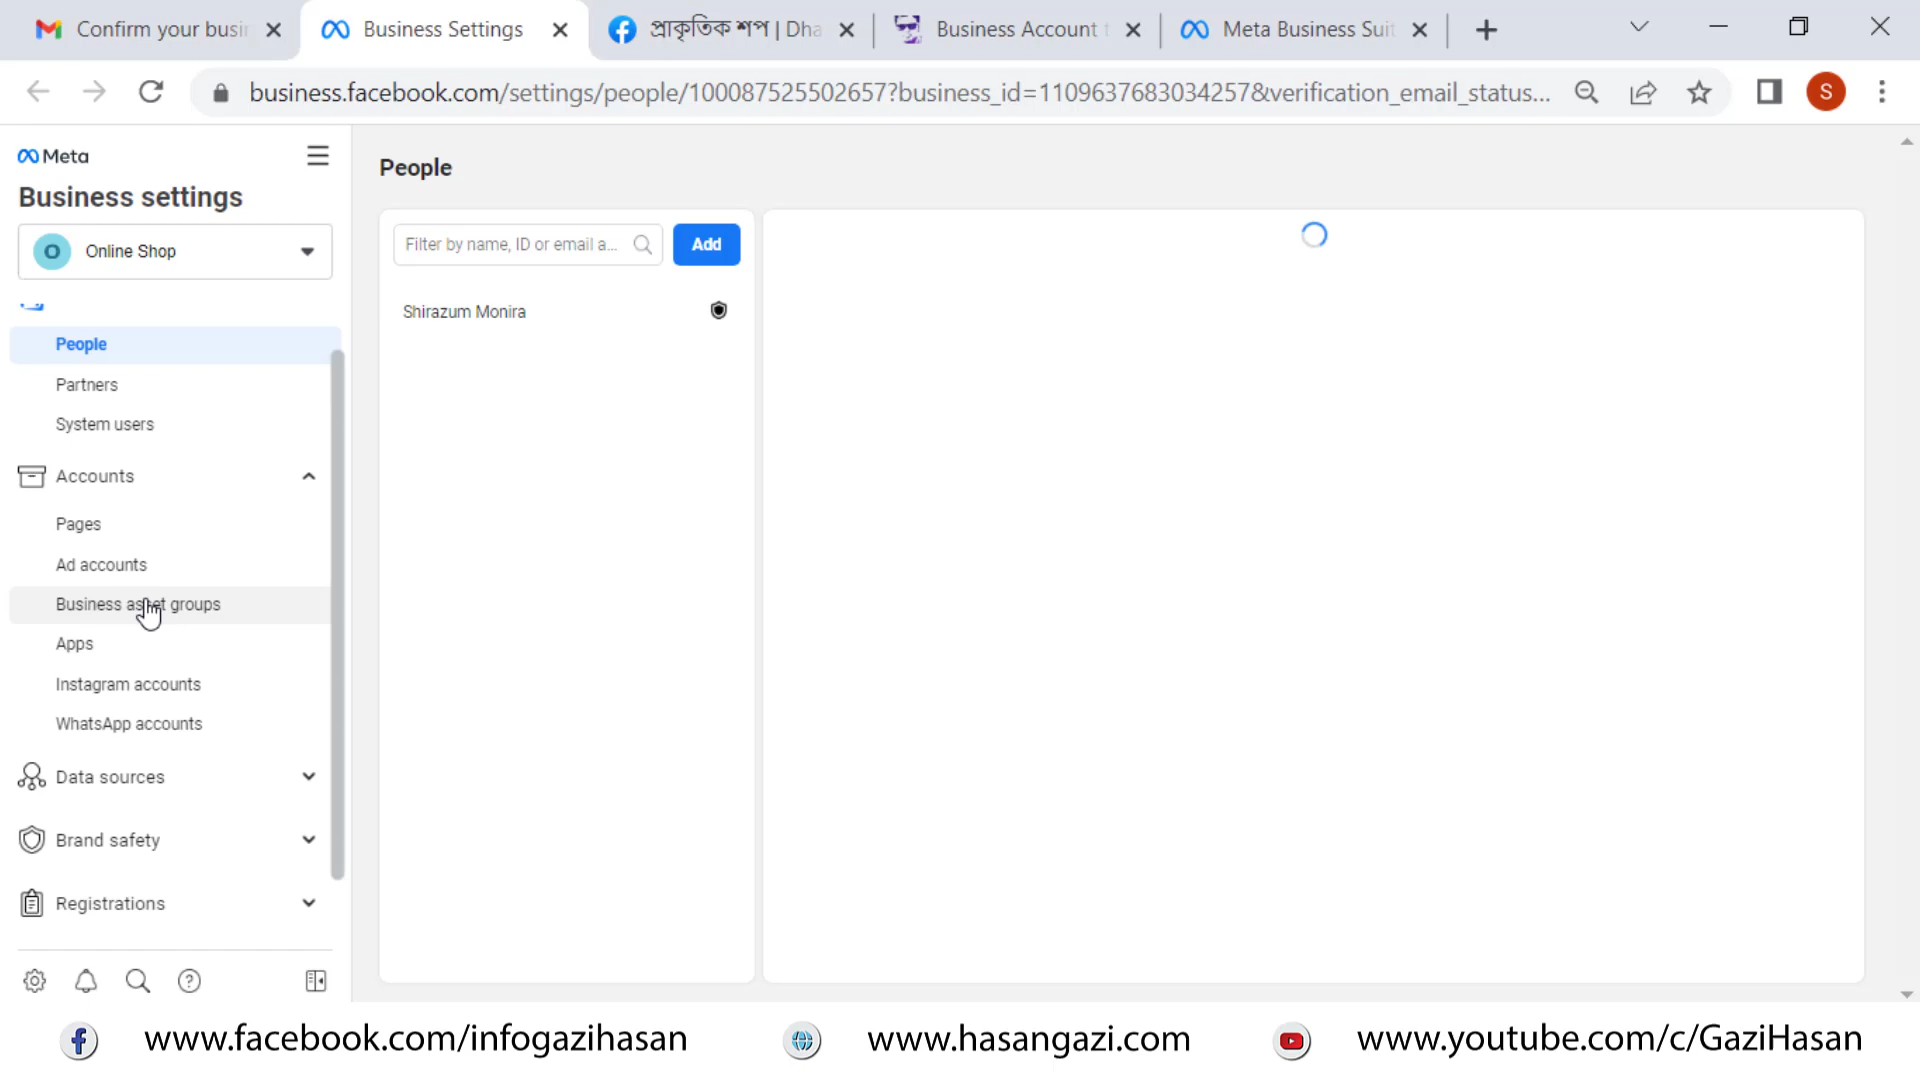 Confirm your busi
Business Settings
প্রাকৃতিক শপ | Dha
Business Account t
Meta Business Suit
business.facebook.com/settings/people/100087525502657?business_id=1109637683034257&verification_email_status...
S
Meta
Business settings
O Online Shop
People
Partners
System users
Accounts
Pages
Ad accounts
Business asset groups
Apps
Instagram accounts
WhatsApp accounts
Data sources
Brand safety
Registrations
People
Filter by name, ID or email a...
Add
Shirazum Monira
www.facebook.com/infogazihasan
www.hasangazi.com
www.youtube.com/c/GaziHasan